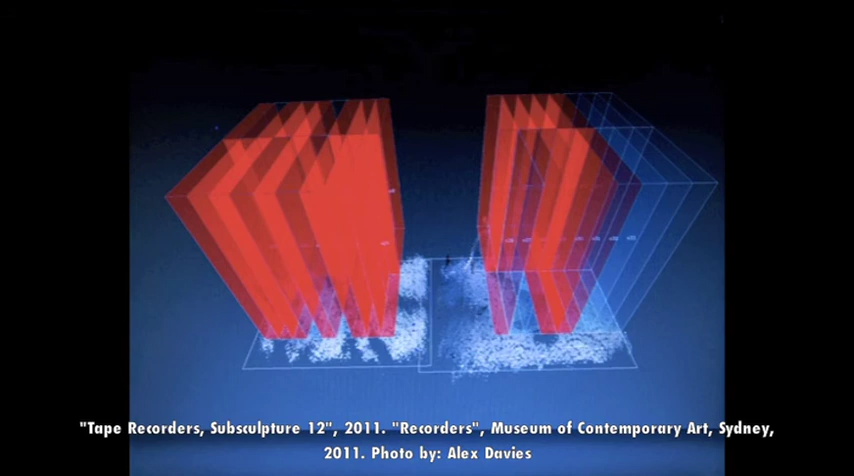 "Tape Recorders, Subsculpture 12", 2011. "Recorders", Museum of Contemporary Art, Sydney,
2011. Photo by: Alex Davies